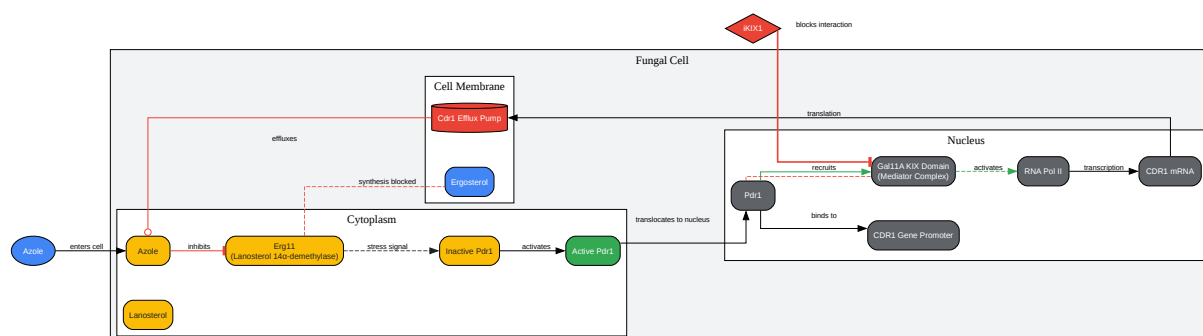 iKIX1
blocks interaction
Fungal Cell
Cell Membrane
Cdr1 Efflux Pump
translation
effluxes
Nucleus
Gal11A KIX Domain
(Mediator Complex)
recruits
activates
RNA Pol II
transcription
CDR1 mRNA
synthesis blocked
Ergosterol
Pdr1
Cytoplasm
translocates to nucleus
binds to
CDR1 Gene Promoter
Azole
enters cell
Azole
inhibits
Erg11
(Lanosterol 14α-demethylase)
stress signal
Inactive Pdr1
activates
Active Pdr1
Lanosterol